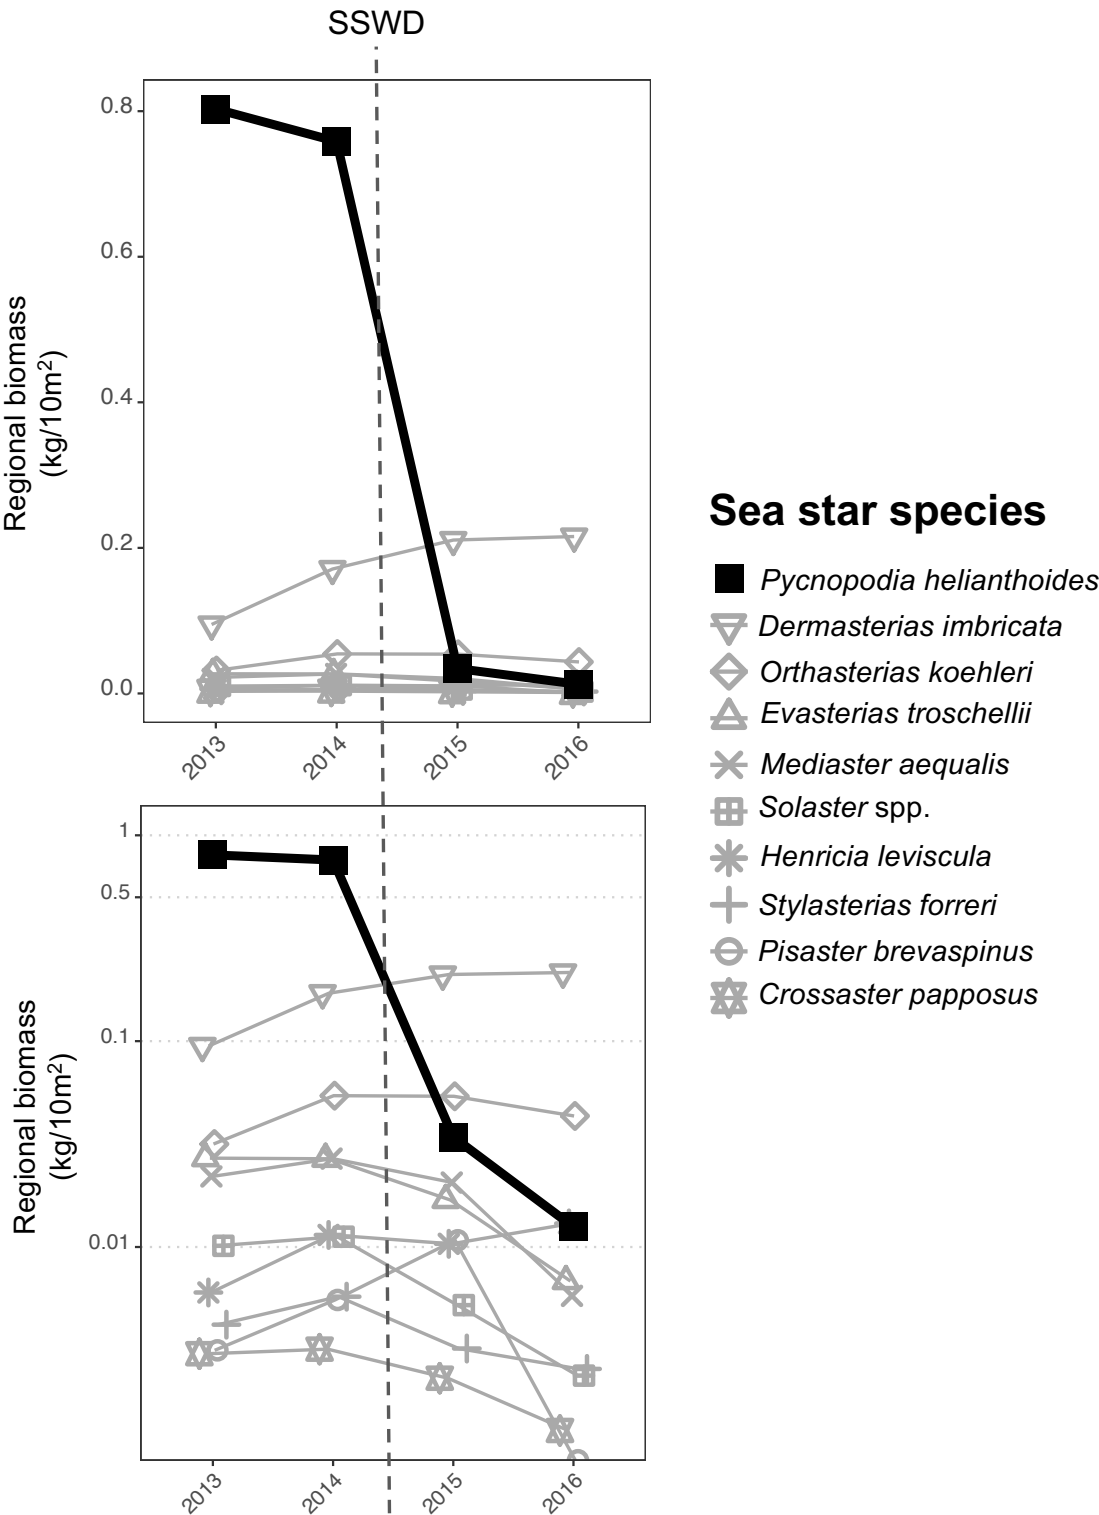 SSWD
Regional biomass
(kg/10m²)
0.8
0.6
0.4
0.2
0.0
2013
2014
2015
2016
Regional biomass
(kg/10m²)
1
0.5
0.1
0.01
2013
2014
2015
2016
Sea star species
Pycnopodia helianthoides
Dermasterias imbricata
Orthasterias koehleri
Evasterias troschellii
Mediaster aequalis
Solaster spp.
Henricia leviscula
Stylasterias forreri
Pisaster brevaspinus
Crossaster papposus